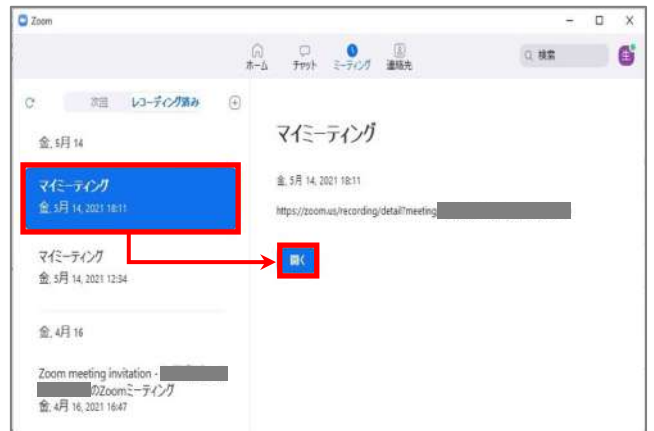 Zoom
ホーム
チャット
ミーティング
連絡先
検索
次回
レコーディング済み
金, 5月 14
マイミーティング
金, 5月 14, 2021 18:11
マイミーティング
金, 5月 14, 2021 12:34
金, 4月 16
Zoom meeting invitation -
のZoomミーティング
金, 4月 16, 2021 16:47
マイミーティング
金, 5月 14, 2021 18:11
https://zoom.us/recording/detail?meeting
開く